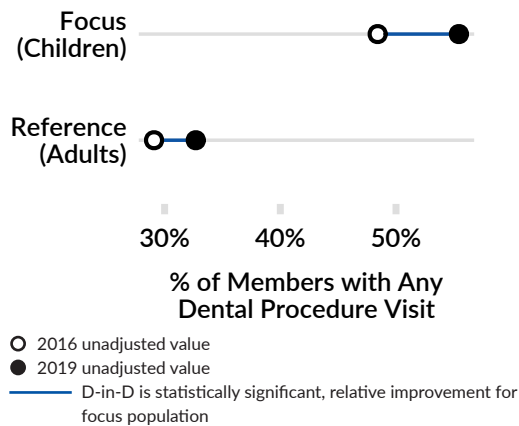 Focus
(Children)
Reference
(Adults)
30% 40% 50%
% of Members with Any
Dental Procedure Visit
2016 unadjusted value
2019 unadjusted value
D-in-D is statistically significant, relative improvement for
focus population